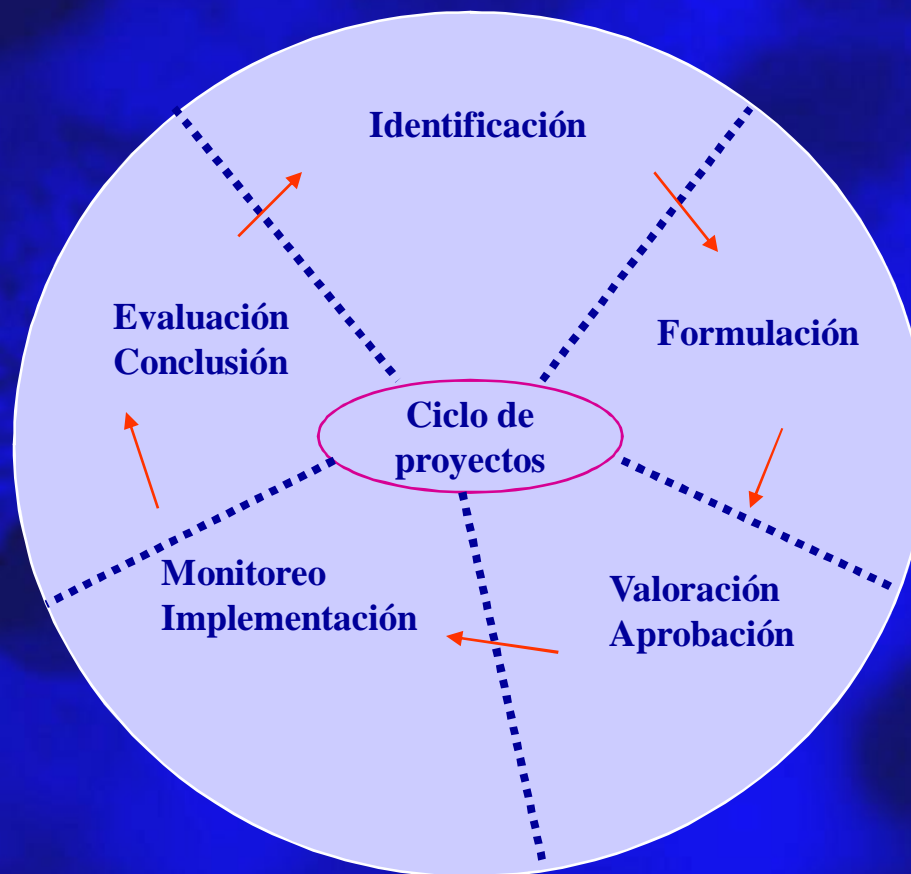 Identificación
Formulación
Valoración
Aprobación
Monitoreo
Implementación
Evaluación
Conclusión
Ciclo de
proyectos